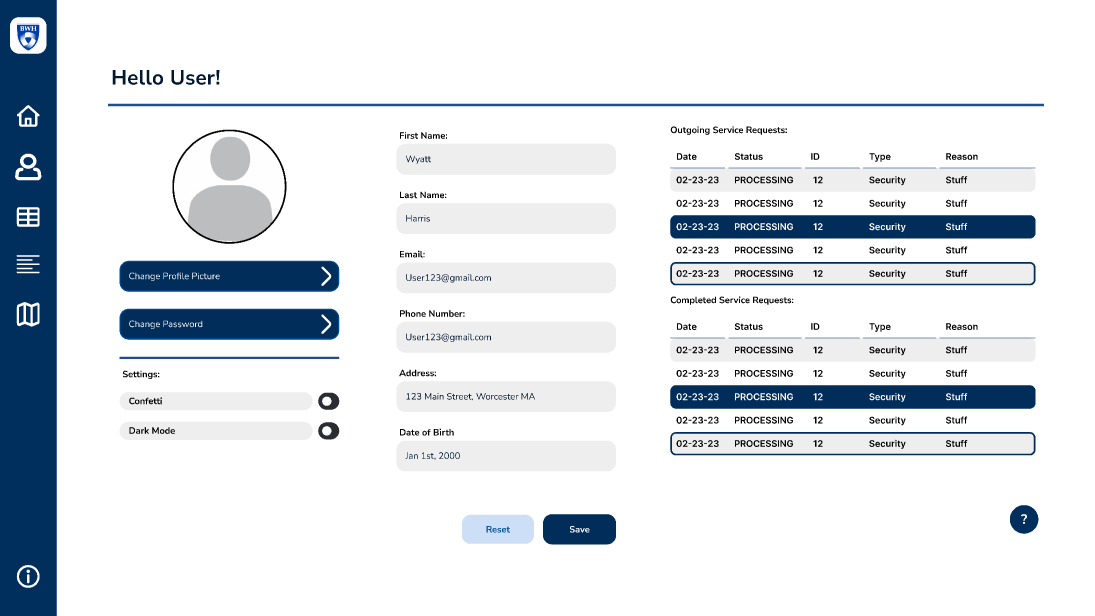 BWH
Hello User!
Change Profile Picture
Change Password
Settings:
Confetti
Dark Mode
First Name:
Wyatt
Last Name:
Harris
Email:
User123@gmail.com
Phone Number:
User123@gmail.com
Address:
123 Main Street, Worcester MA
Date of Birth
Jan 1st, 2000
Reset Save
Outgoing Service Requests:
Date Status ID Type Reason
02-23-23 PROCESSING 12 Security Stuff
02-23-23 PROCESSING 12 Security Stuff
02-23-23 PROCESSING 12 Security Stuff
02-23-23 PROCESSING 12 Security Stuff
02-23-23 PROCESSING 12 Security Stuff
Completed Service Requests:
Date Status ID Type Reason
02-23-23 PROCESSING 12 Security Stuff
02-23-23 PROCESSING 12 Security Stuff
02-23-23 PROCESSING 12 Security Stuff
02-23-23 PROCESSING 12 Security Stuff
02-23-23 PROCESSING 12 Security Stuff
?